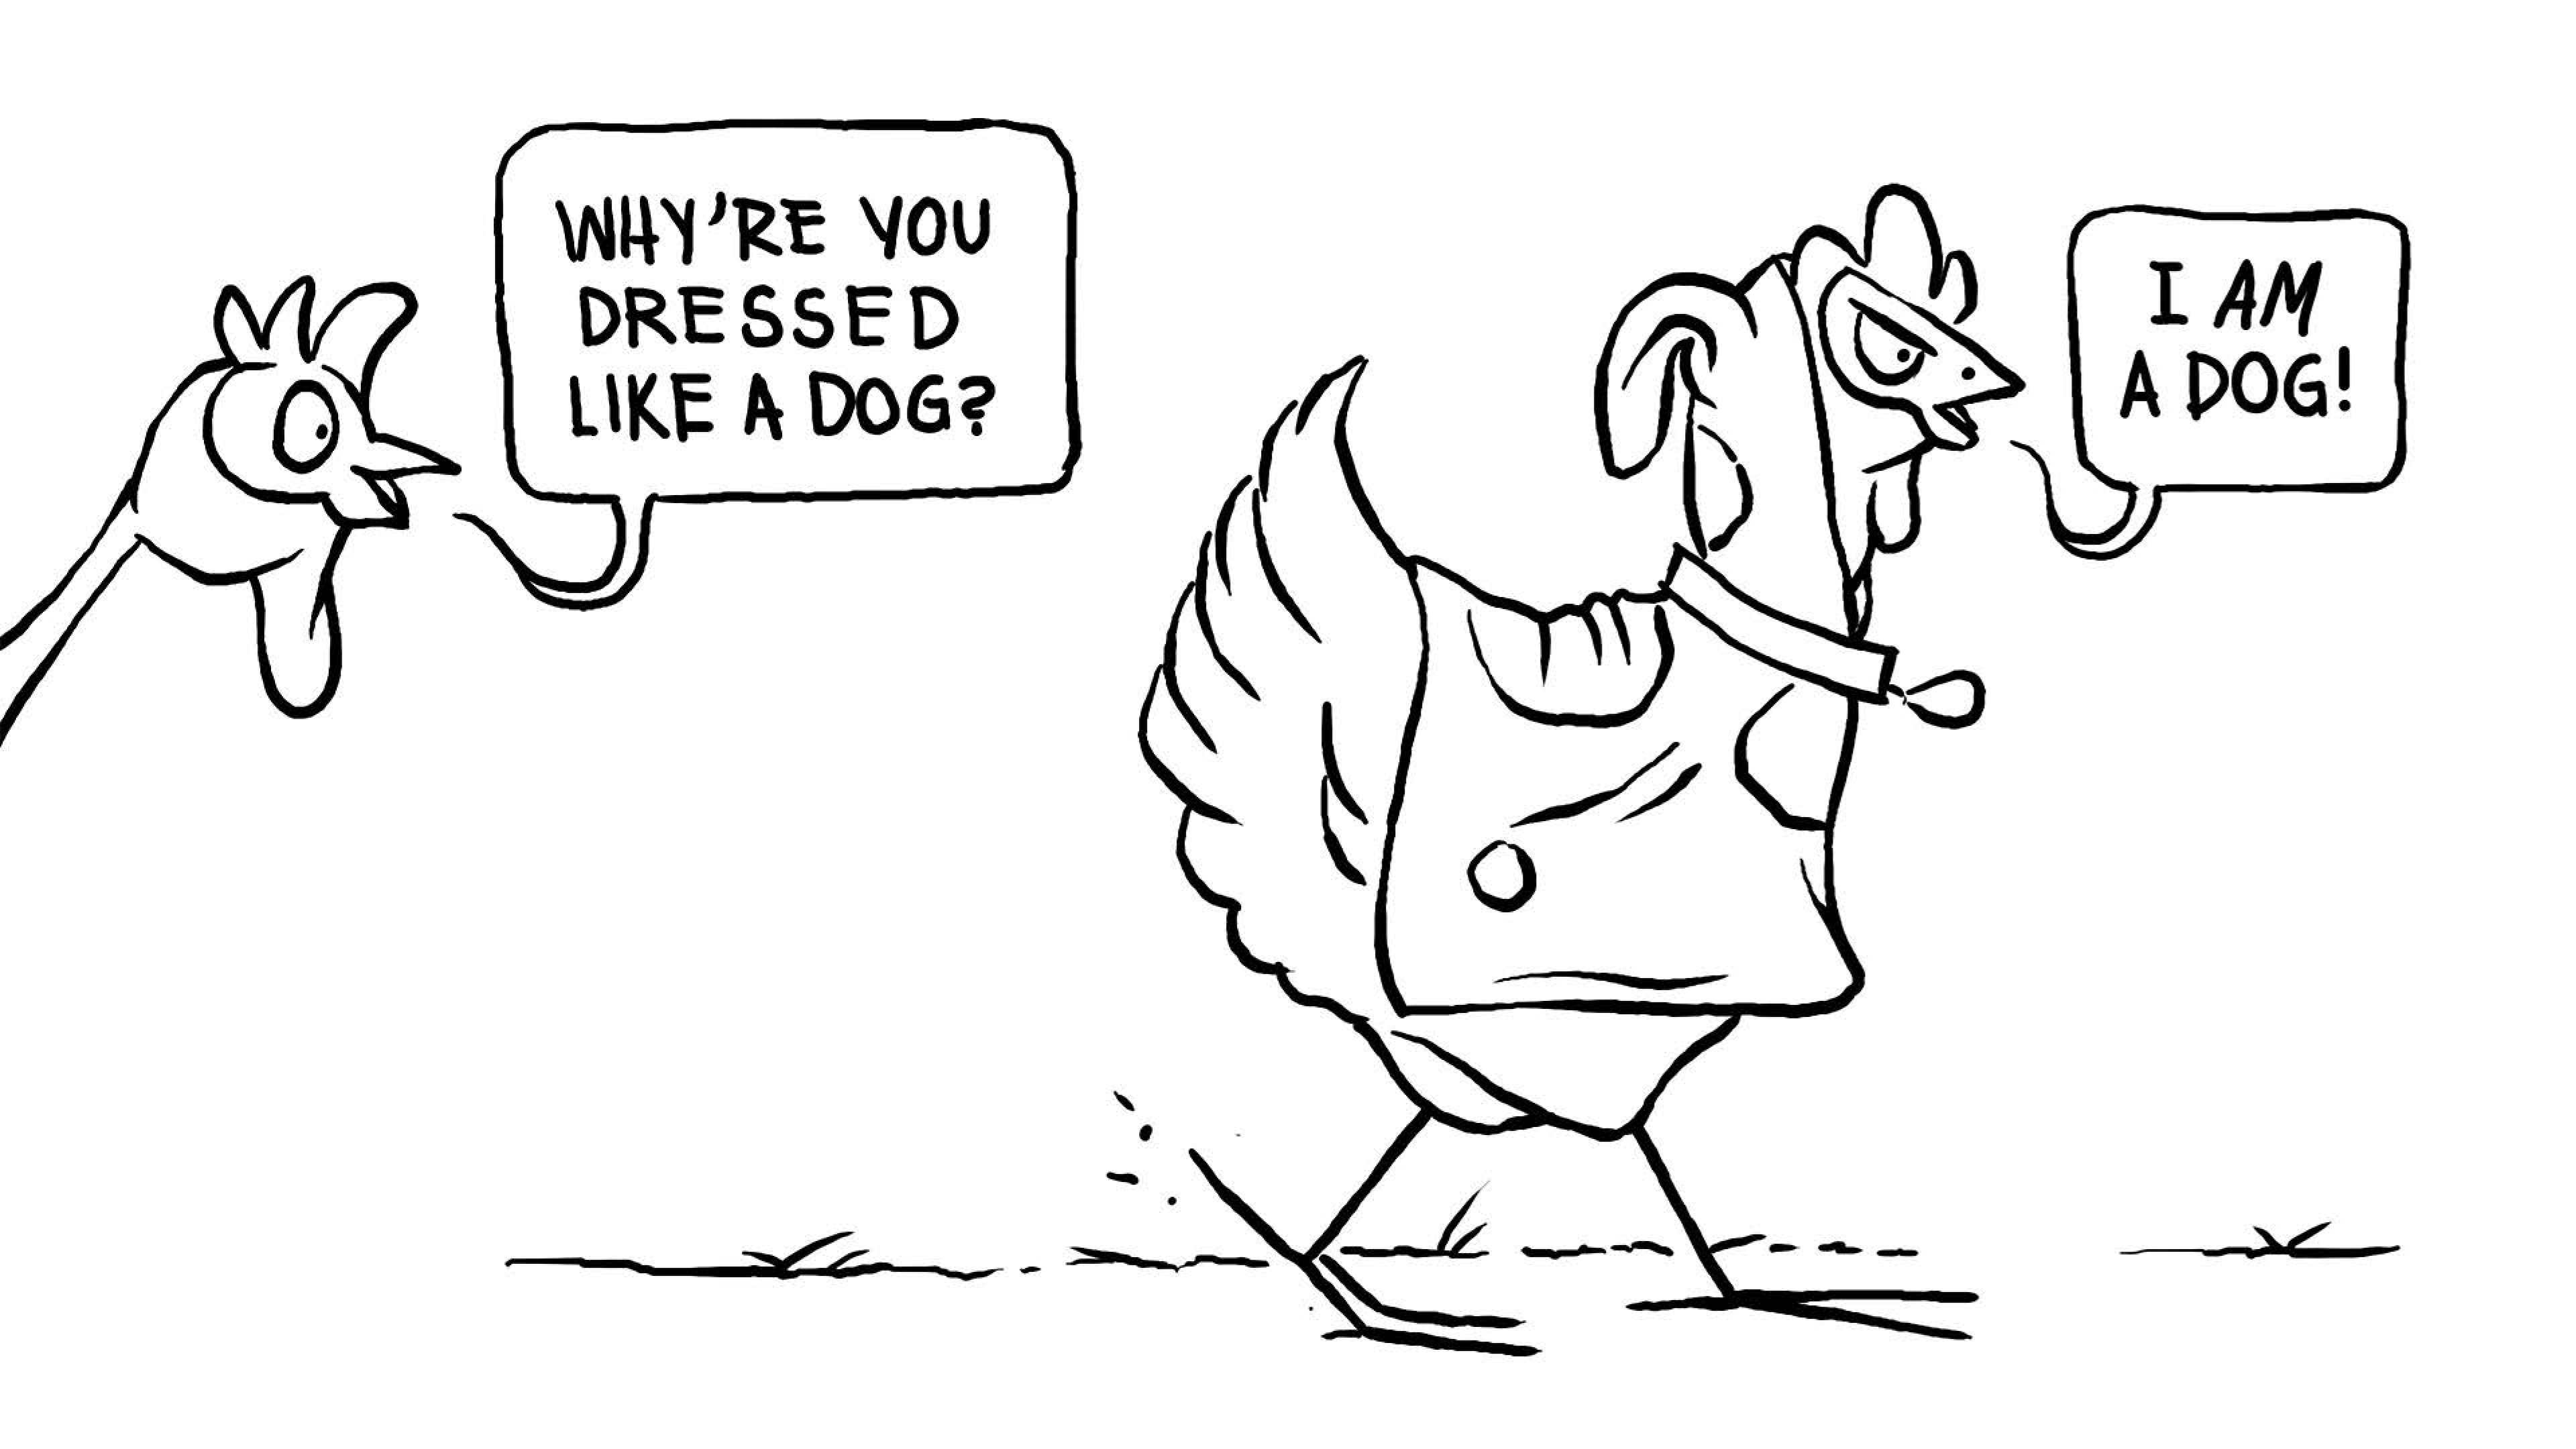 WHY'RE YOU
DRESSED
LIKE A DOG?
I AM
A DOG!